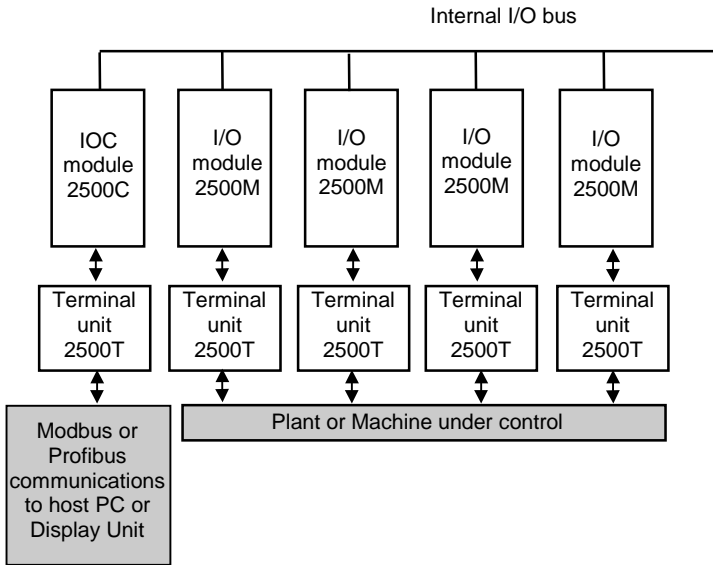 Internal I/O bus
IOC
module
2500C
I/O
module
2500M
I/O
module
2500M
I/O
module
2500M
I/O
module
2500M
Terminal
unit
2500T
Terminal
unit
2500T
Terminal
unit
2500T
Terminal
unit
2500T
Terminal
unit
2500T
Modbus or
Profibus
communications
to host PC or
Display Unit
Plant or Machine under control